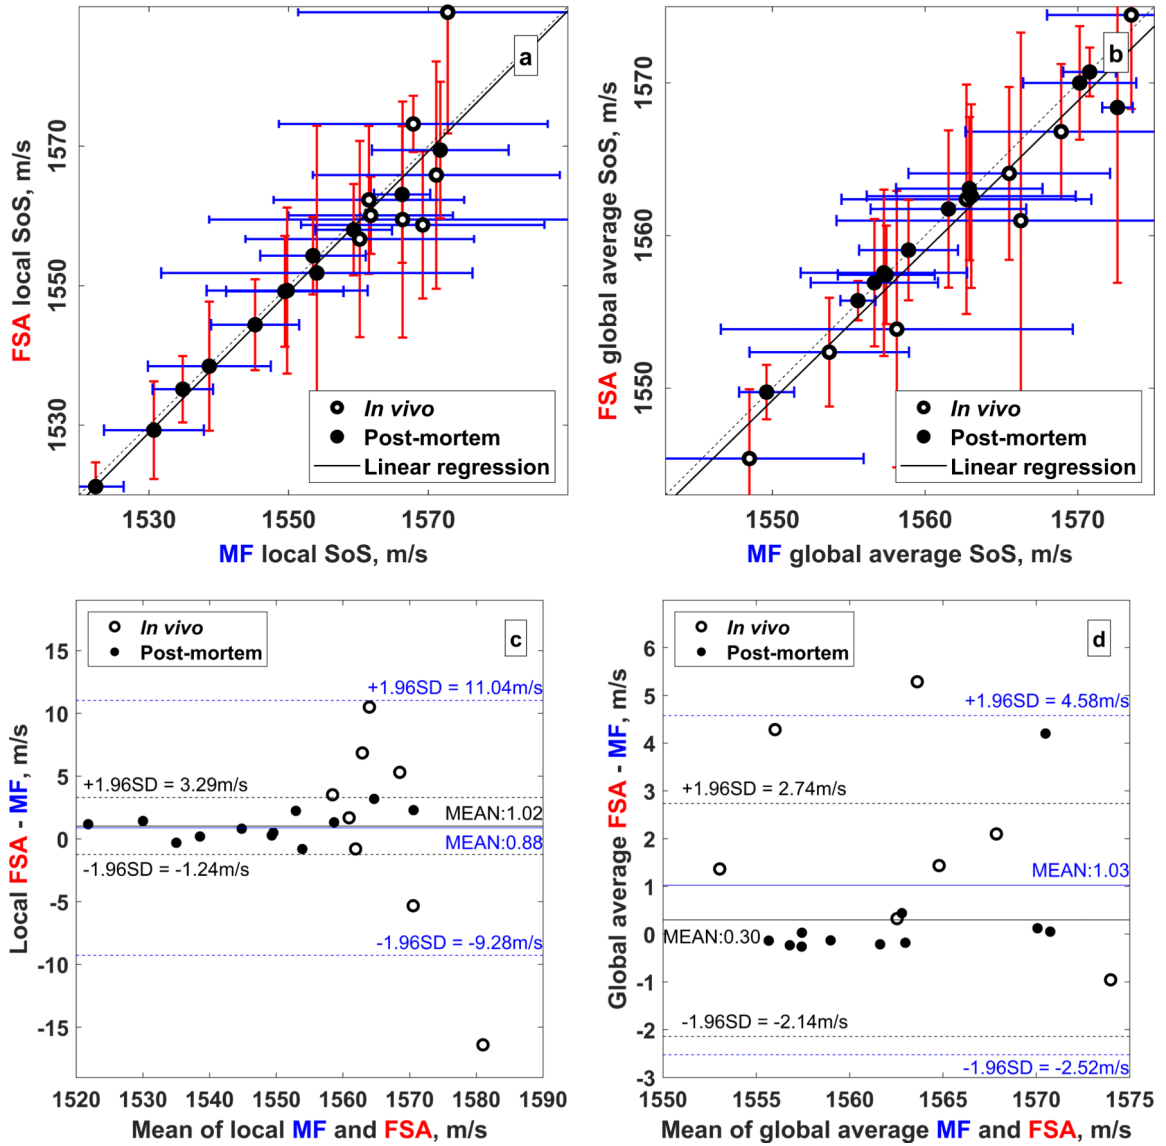 a
1570
1550
1530
FSA local SoS, m/s
In vivo
Post-mortem
Linear regression
1530 1550 1570
MF local SoS, m/s
b
1570
1560
1550
FSA global average SoS, m/s
In vivo
Post-mortem
Linear regression
1550 1560 1570
MF global average SoS, m/s
c
In vivo
Post-mortem
15
10
5
0
-5
-10
-15
Local FSA - MF, m/s
+1.96SD = 11.04m/s
+1.96SD = 3.29m/s
MEAN:1.02
MEAN:0.88
-1.96SD = -1.24m/s
-1.96SD = -9.28m/s
1520 1530 1540 1550 1560 1570 1580 1590
Mean of local MF and FSA, m/s
d
In vivo
Post-mortem
6
5
4
3
2
1
0
-1
-2
-3
Global average FSA - MF, m/s
+1.96SD = 4.58m/s
+1.96SD = 2.74m/s
MEAN:1.03
MEAN:0.30
-1.96SD = -2.14m/s
-1.96SD = -2.52m/s
1550 1555 1560 1565 1570 1575
Mean of global average MF and FSA, m/s